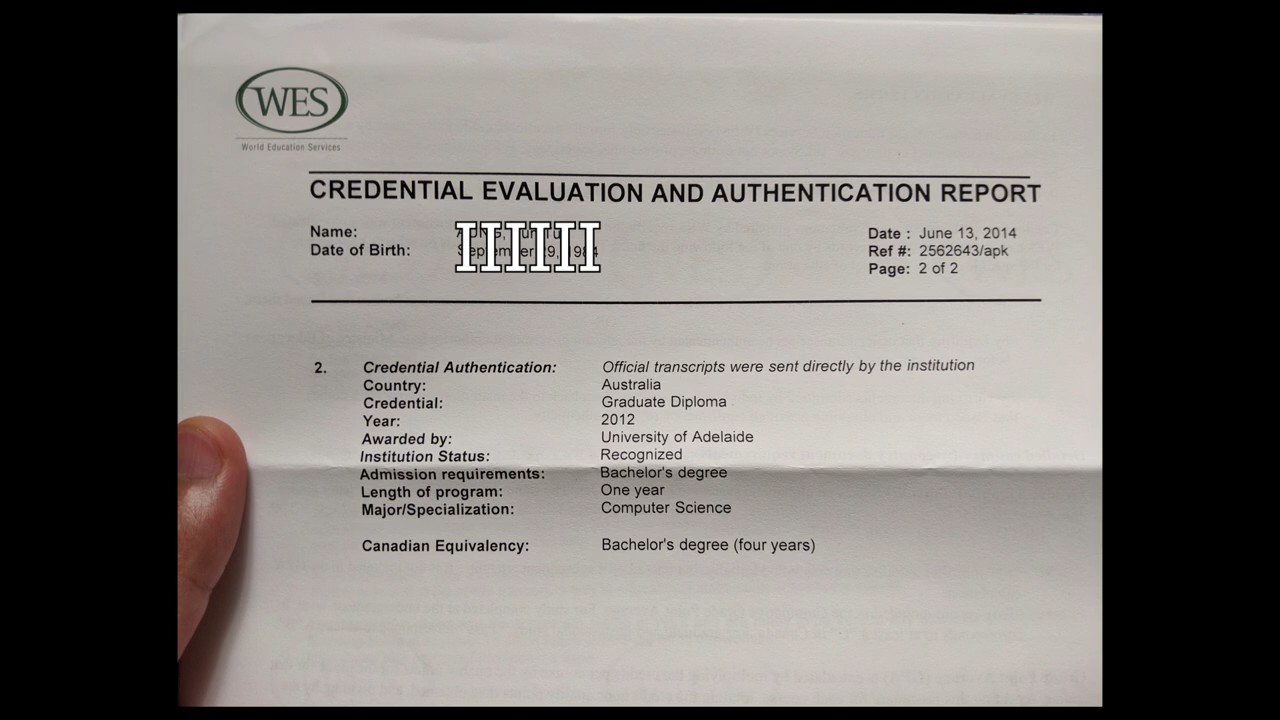 WES
World Education Services
CREDENTIAL EVALUATION AND AUTHENTICATION REPORT
Name:
Date of Birth:
IIIIII
Date : June 13, 2014
Ref #: 2562643/apk
Page: 2 of 2
2. Credential Authentication: Official transcripts were sent directly by the institution
Country: Australia
Credential: Graduate Diploma
Year: 2012
Awarded by: University of Adelaide
Institution Status: Recognized
Admission requirements: Bachelor's degree
Length of program: One year
Major/Specialization: Computer Science
Canadian Equivalency: Bachelor's degree (four years)